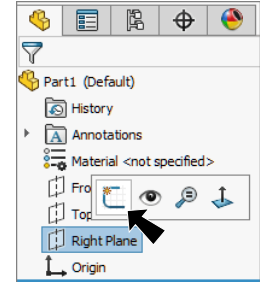 Part1 (Default)
History
Annotations
Material <not specified>
Fro
Top
Right Plane
Origin